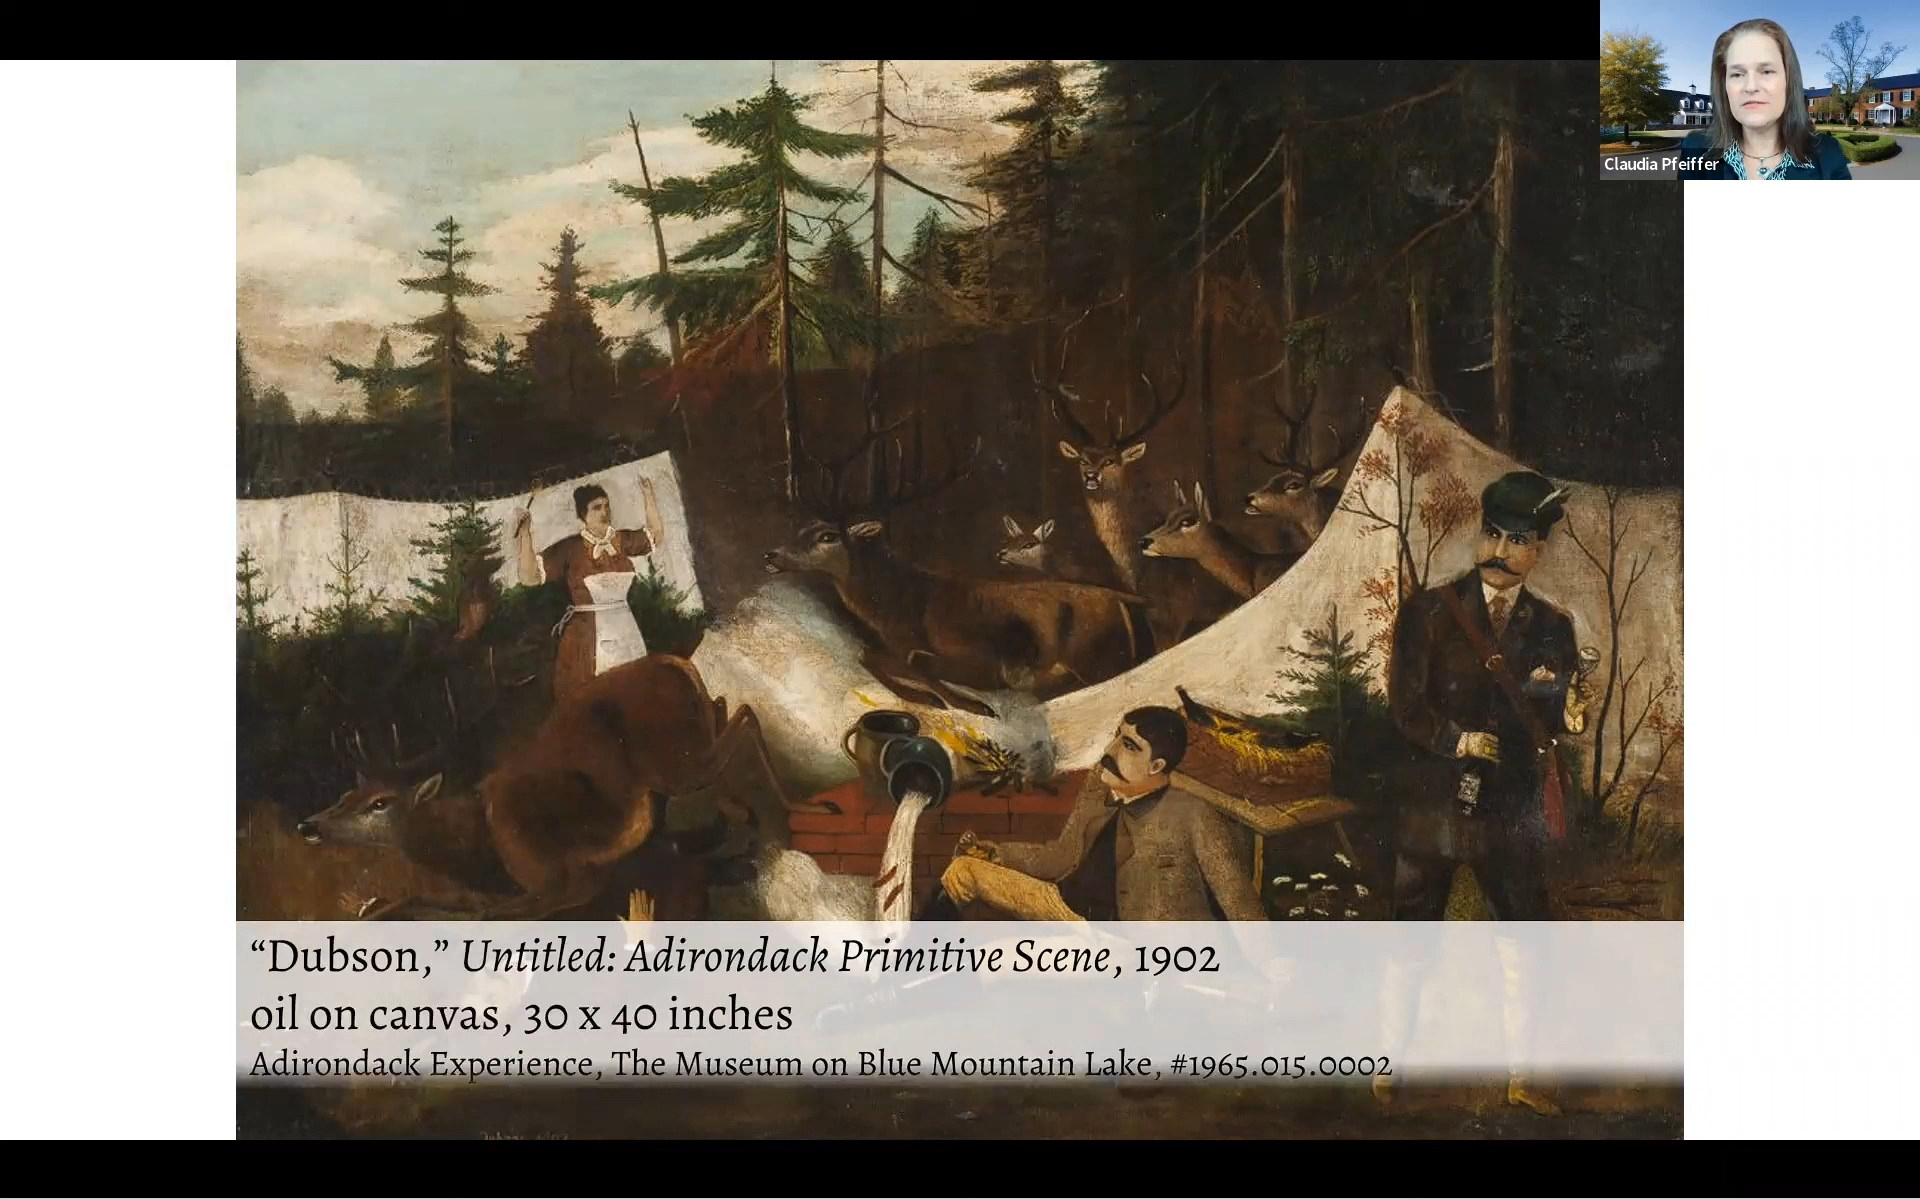 Claudia Pfeiffer
“Dubson,” Untitled: Adirondack Primitive Scene, 1902
oil on canvas, 30 x 40 inches
Adirondack Experience, The Museum on Blue Mountain Lake, #1965.015.0002